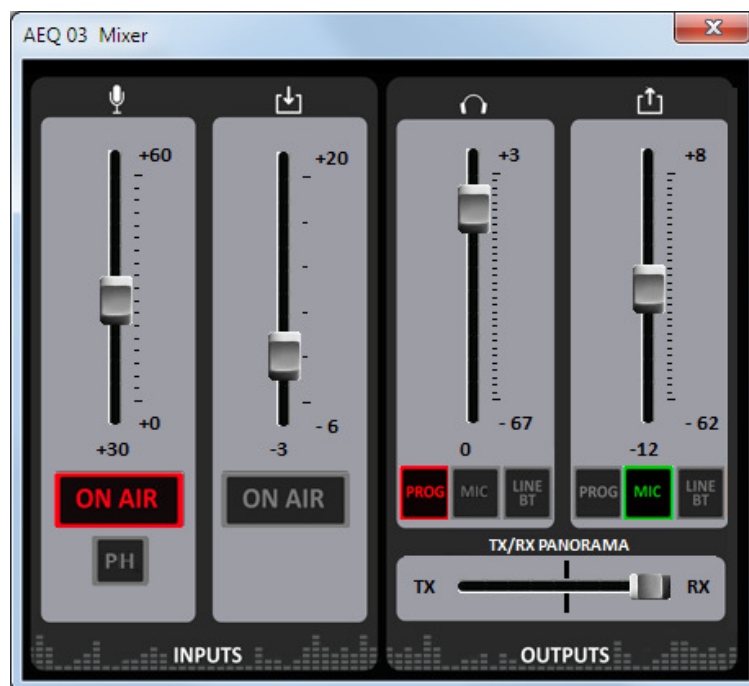 AEQ 03 Mixer
+60
+0
+30
ON AIR
PH
+20
- 6
-3
ON AIR
INPUTS
+3
- 67
0
PROG
MIC
LINE
BT
+8
- 62
-12
PROG
MIC
LINE
BT
TX/RX PANORAMA
TX
RX
OUTPUTS